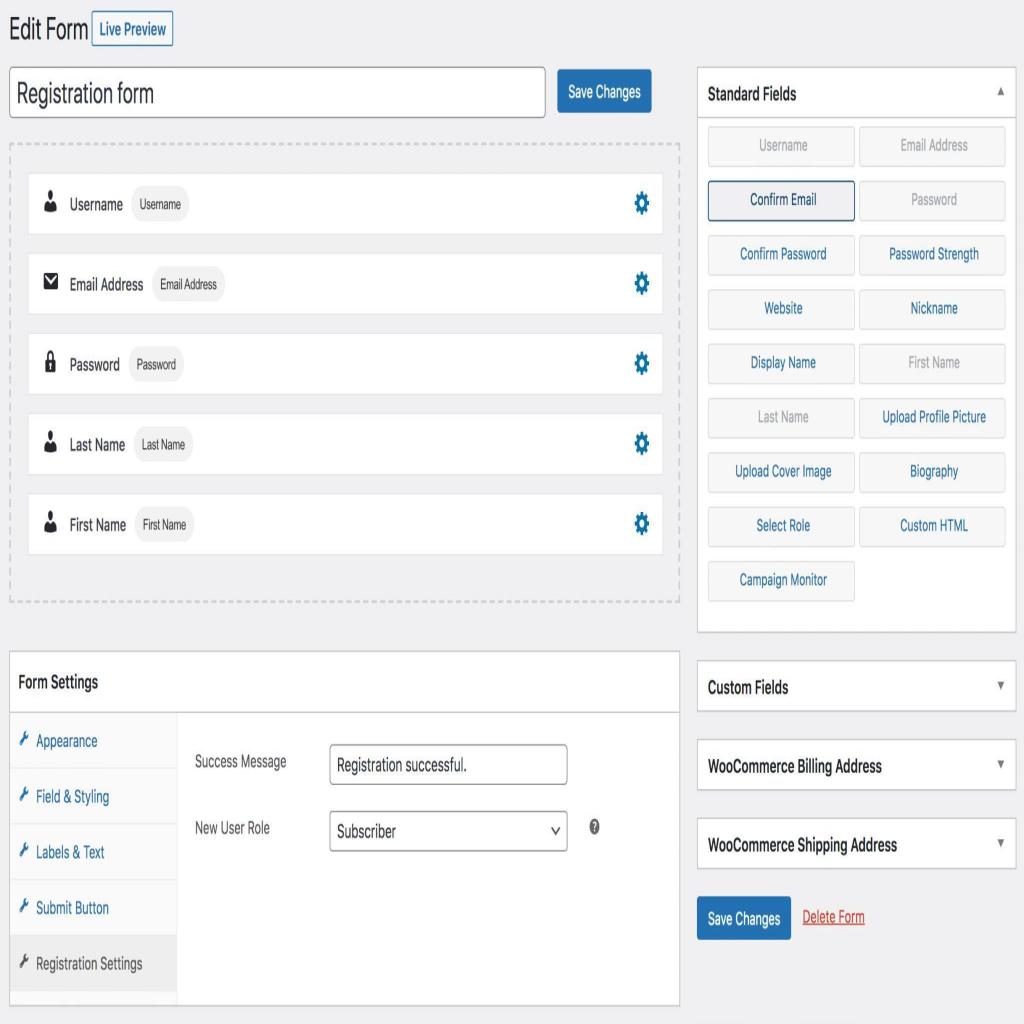 Edit Form Live Preview
Registration form Save Changes
Username Username
Email Address Email Address
Password Password
Last Name Last Name
First Name First Name
Standard Fields
Username Email Address
Confirm Email Password
Confirm Password Password Strength
Website Nickname
Display Name First Name
Last Name Upload Profile Picture
Upload Cover Image Biography
Select Role Custom HTML
Campaign Monitor
Form Settings
Appearance
Field & Styling
Labels & Text
Submit Button
Registration Settings
Success Message Registration successful.
New User Role Subscriber ?
Custom Fields
WooCommerce Billing Address
WooCommerce Shipping Address
Save Changes Delete Form